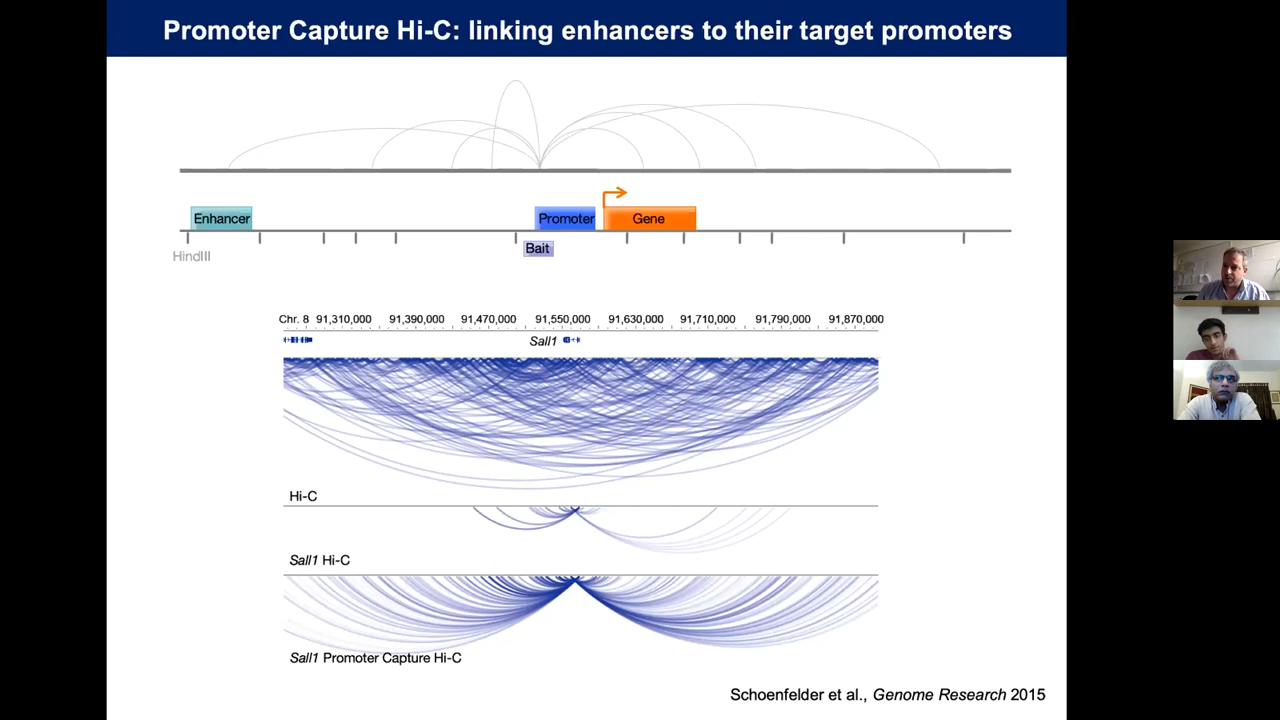 Promoter Capture Hi-C: linking enhancers to their target promoters
Enhancer
Promoter
Gene
Bait
HindIII
Chr. 8 91,310,000 91,390,000 91,470,000 91,550,000 91,630,000 91,710,000 91,790,000 91,870,000
Sall1
Hi-C
Sall1 Hi-C
Sall1 Promoter Capture Hi-C
Schoenfelder et al., Genome Research 2015